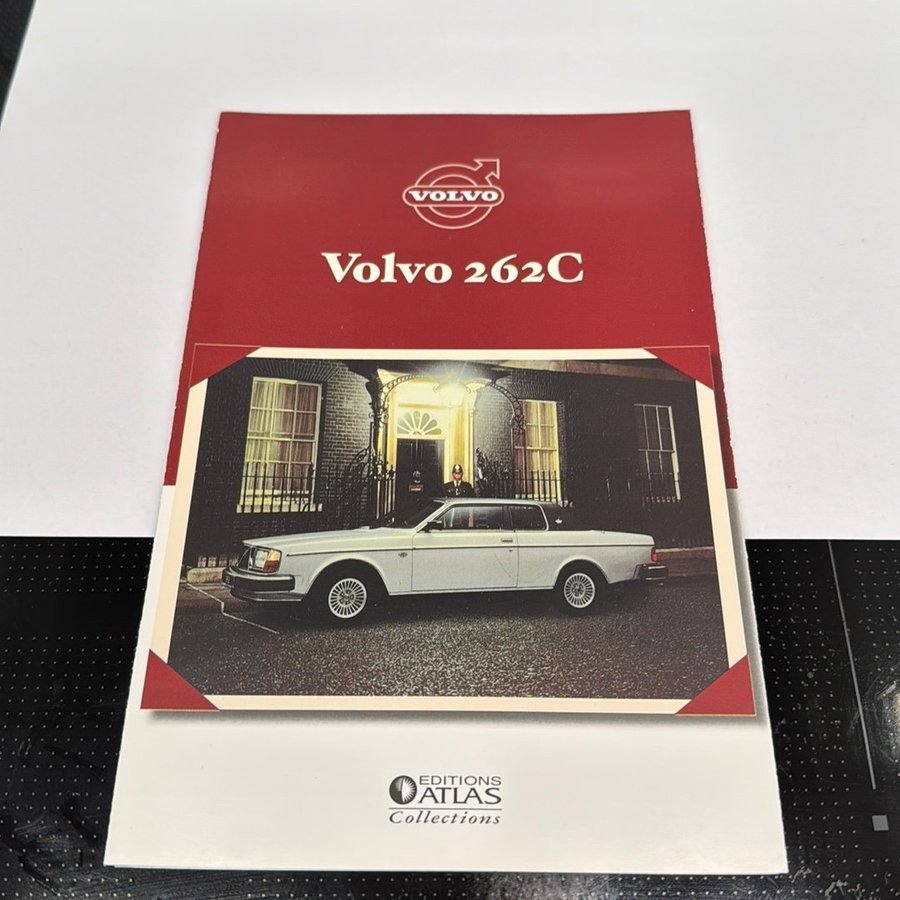 VOLVO
Volvo 262C
EDITIONS
ATLAS
Collections